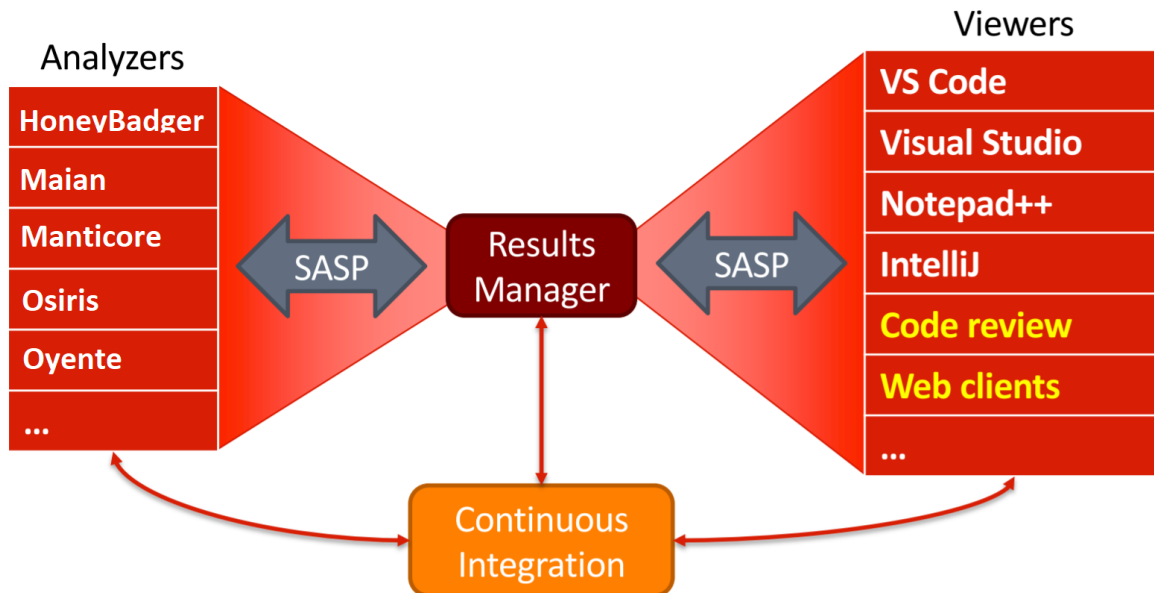 Analyzers
HoneyBadger
Maian
Manticore
Osiris
Oyente
...
SASP
Results
Manager
SASP
Viewers
VS Code
Visual Studio
Notepad++
IntelliJ
Code review
Web clients
...
Continuous
Integration